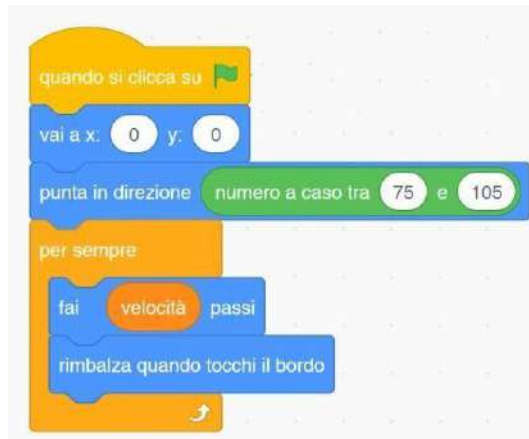 quando si clicca su
vai a x: 0 y: 0
punta in direzione numero a caso tra 75 e 105
per sempre
fai velocità passi
rimbalza quando tocchi il bordo